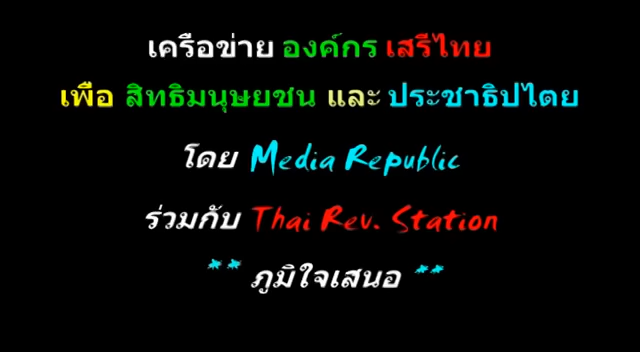 เครือข่าย องค์กร เสรีไทย
เพื่อ สิทธิมนุษยชน และ ประชาธิปไตย
โดย Media Republic
ร่วมกับ Thai Rev. Station
** ภูมิใจเสนอ **